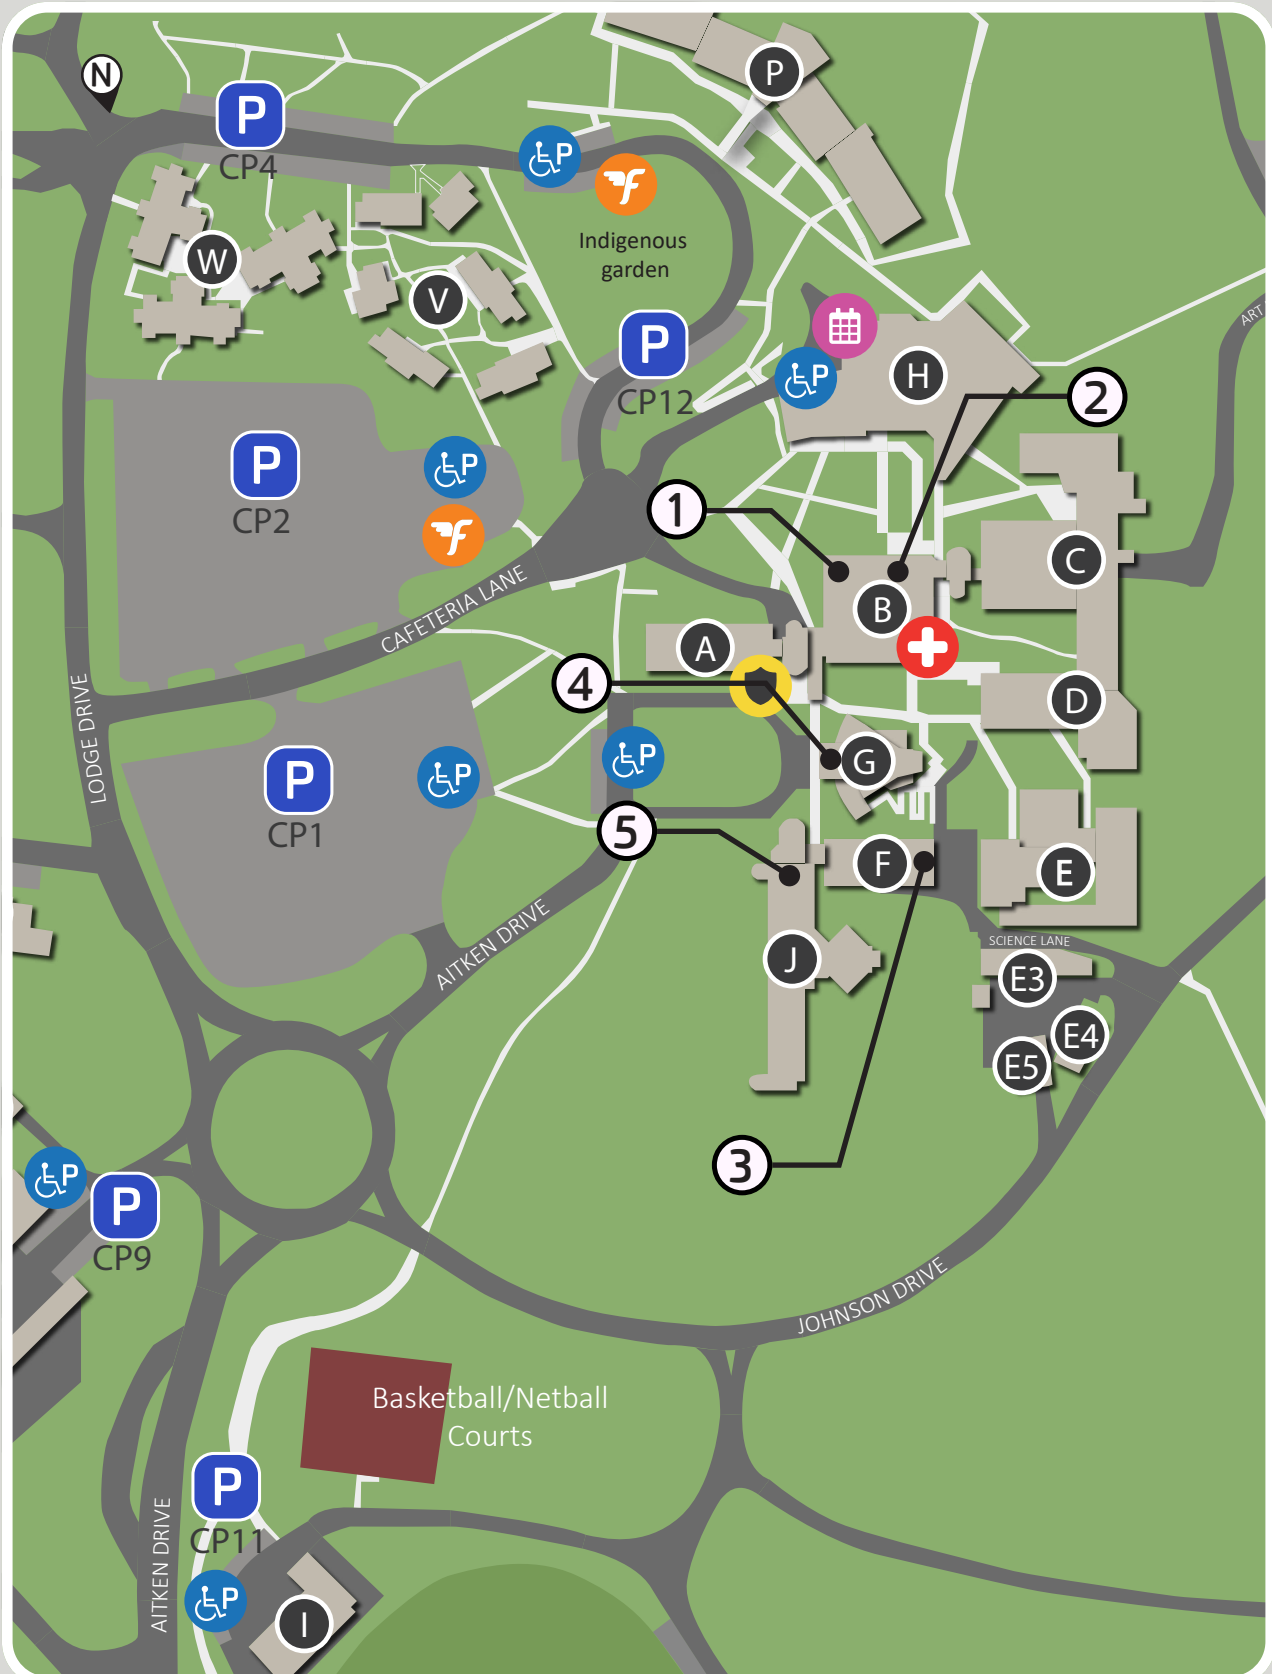 N
P
P
CP4
P
Indigenous
garden
W
V
P
ART
P
H
2
CP12
P
P
CP2
1
C
B
CAFETERIA LANE
A
4
D
LODGE DRIVE
P
G
P
P
CP1
5
F
E
AITKEN DRIVE
SCIENCE LANE
J
E3
E4
E5
3
P
P
CP9
JOHNSON DRIVE
Basketball/Netball
Courts
P
CP11
AITKEN DRIVE
P
I